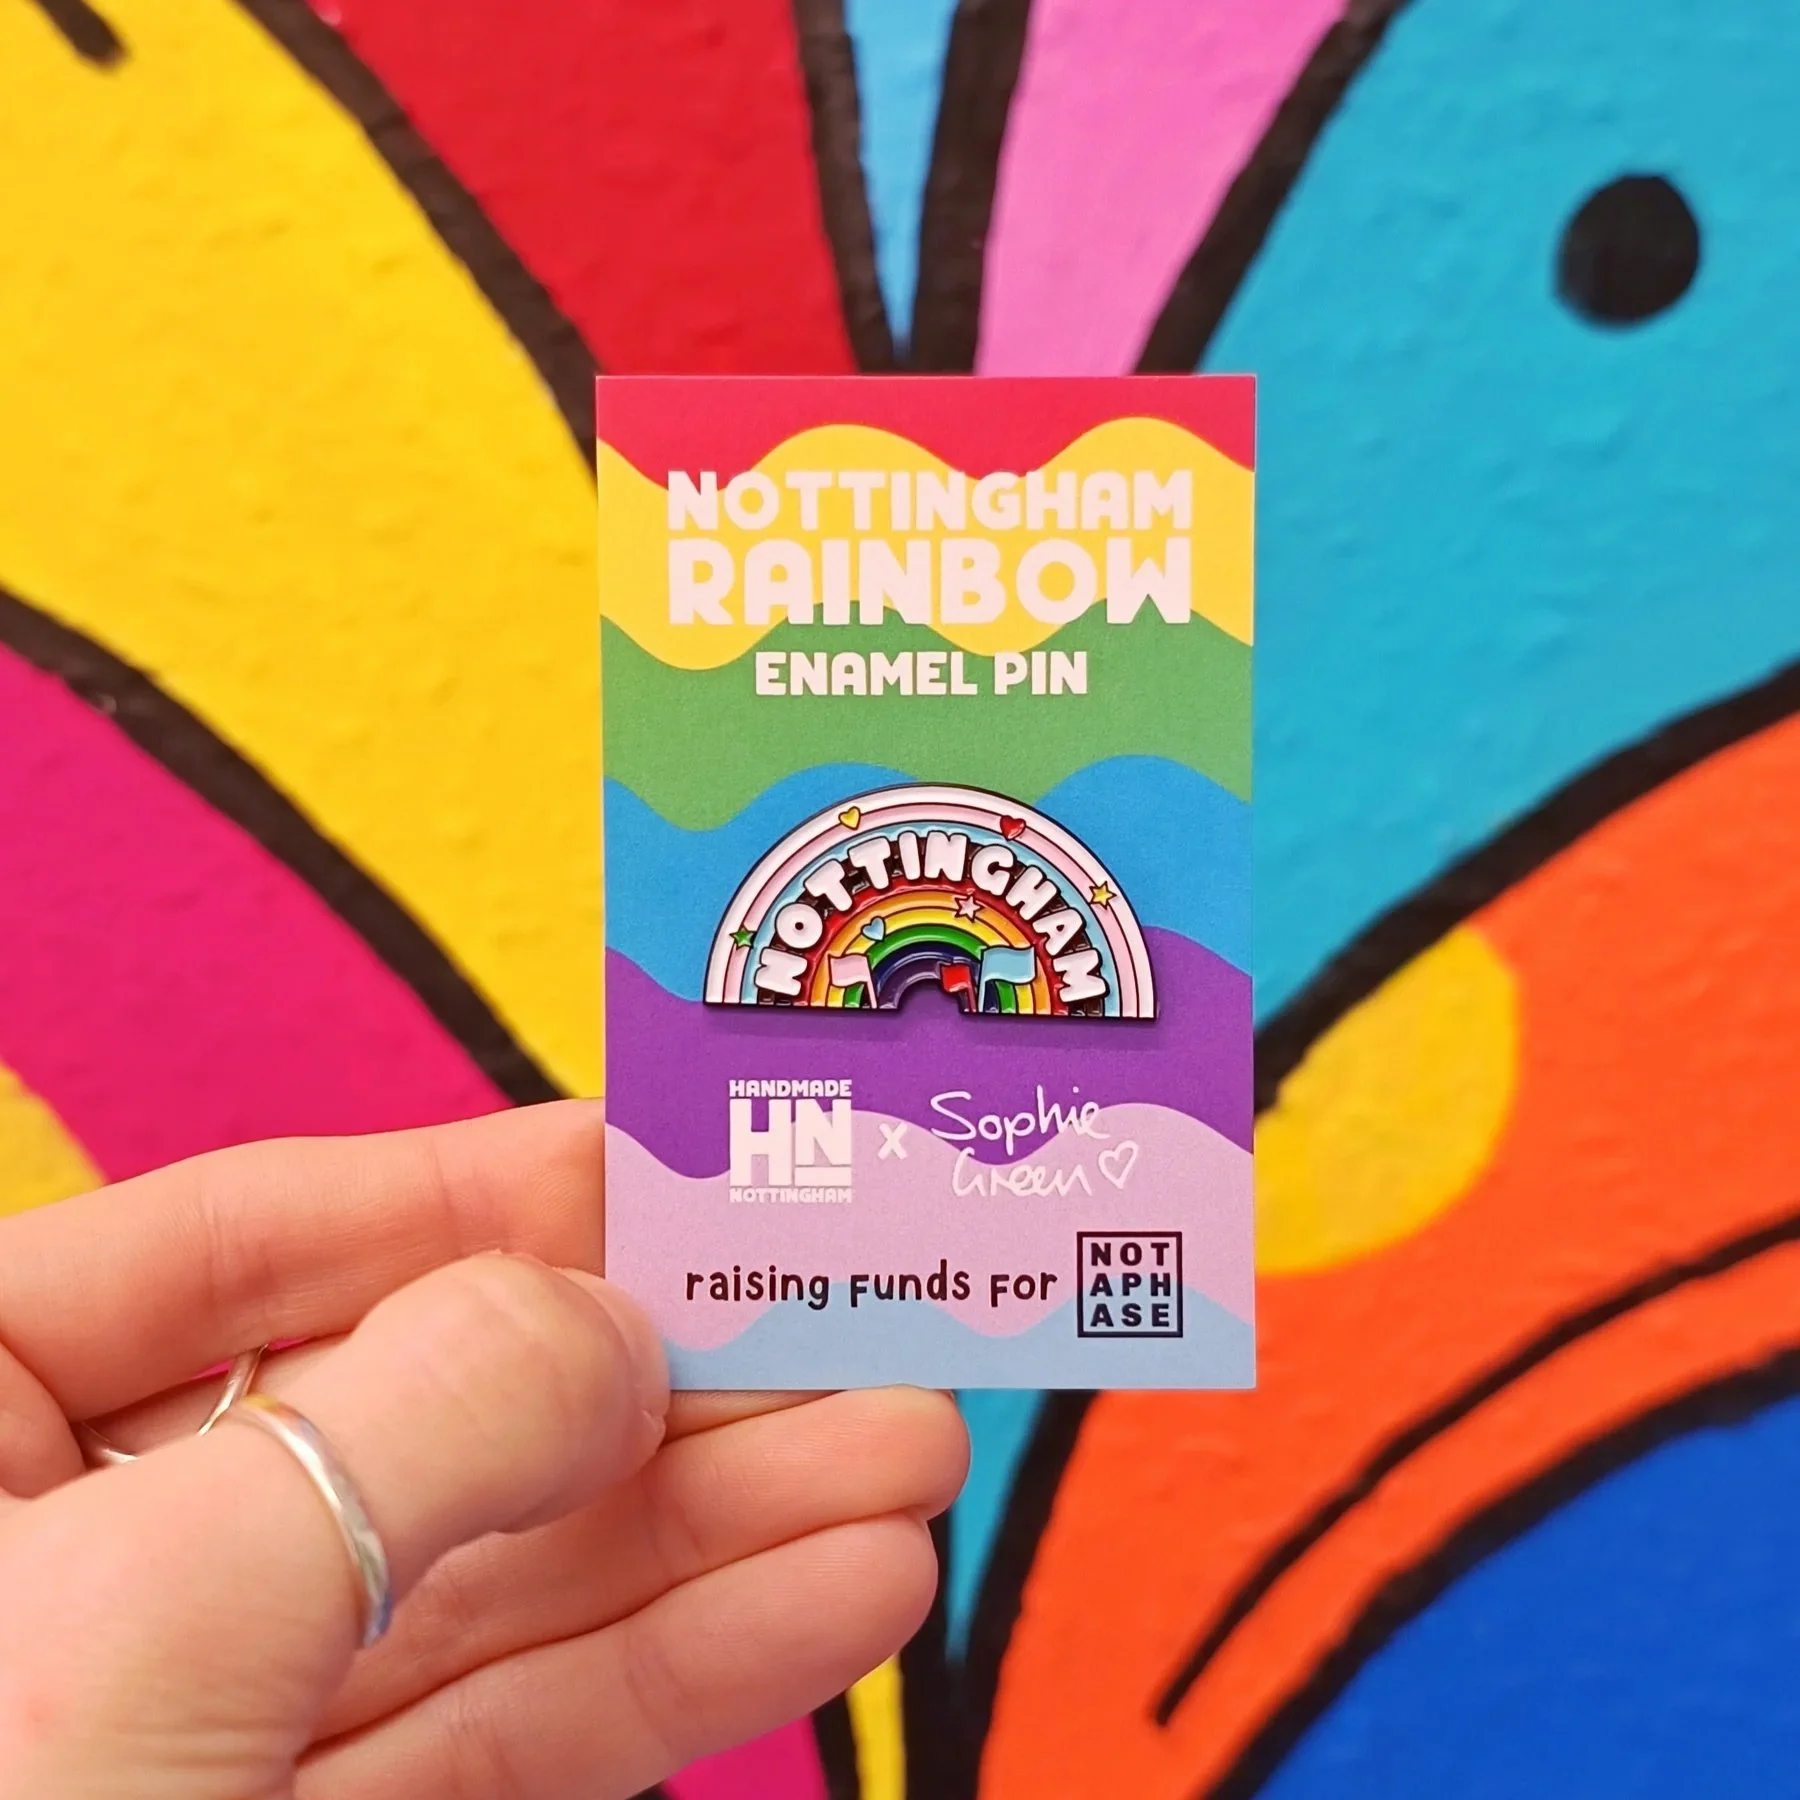 NOTTINGHAM
RAINBOW
ENAMEL PIN
NOTTINGHAM
HANDMADE
HN
NOTTINGHAM
x
Sophie
Green
raising funds for
NOT
APH
ASE